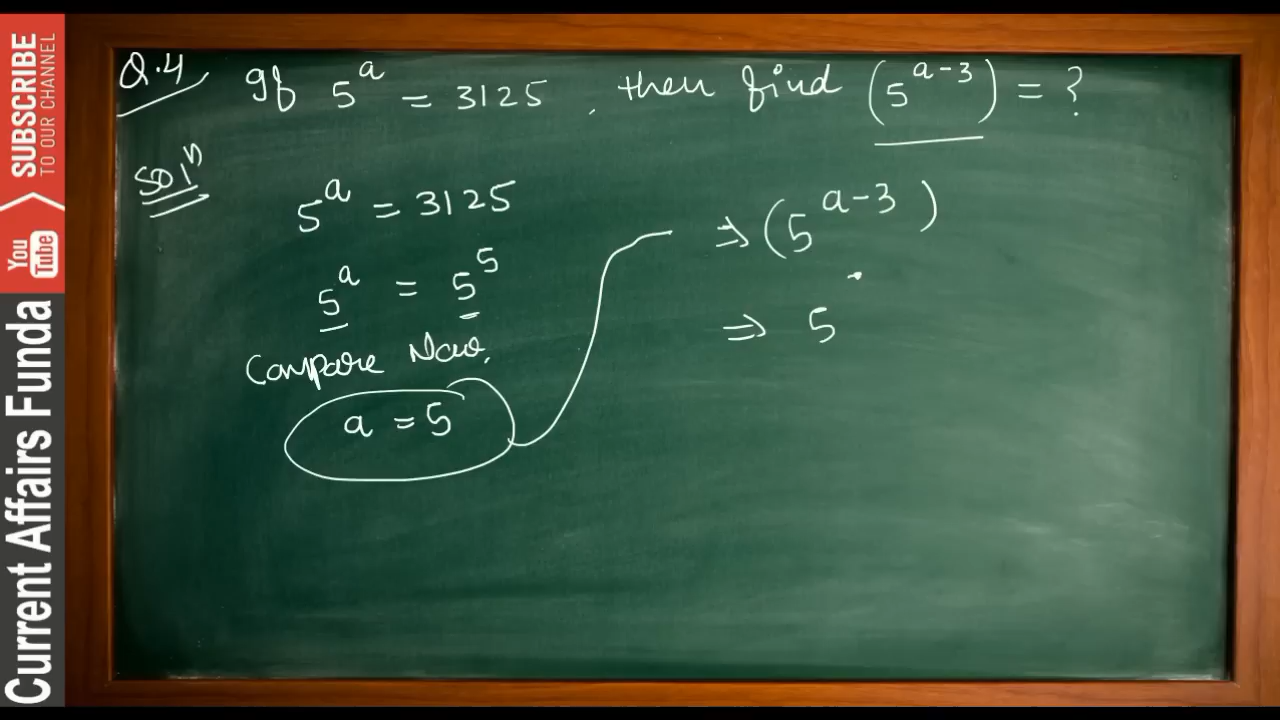 SUBSCRIBE
TO OUR CHANNEL
You
Tube
Current Affairs Funda
Q.4 If 5^a = 3125, then find (5^{a-3}) = ?
Solⁿ
5^a = 3125
5^a = 5^5
Compare Now.
a = 5
⇒ (5^{a-3})
⇒ 5